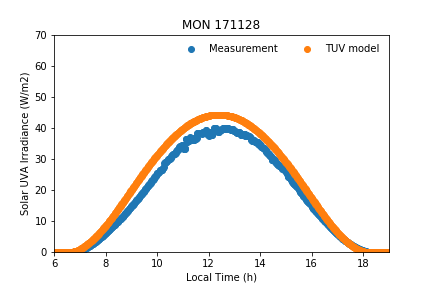 MON 171128
Measurement TUV model
Solar UVA Irradiance (W/m2)
70
60
50
40
30
20
10
0
6 8 10 12 14 16 18
Local Time (h)